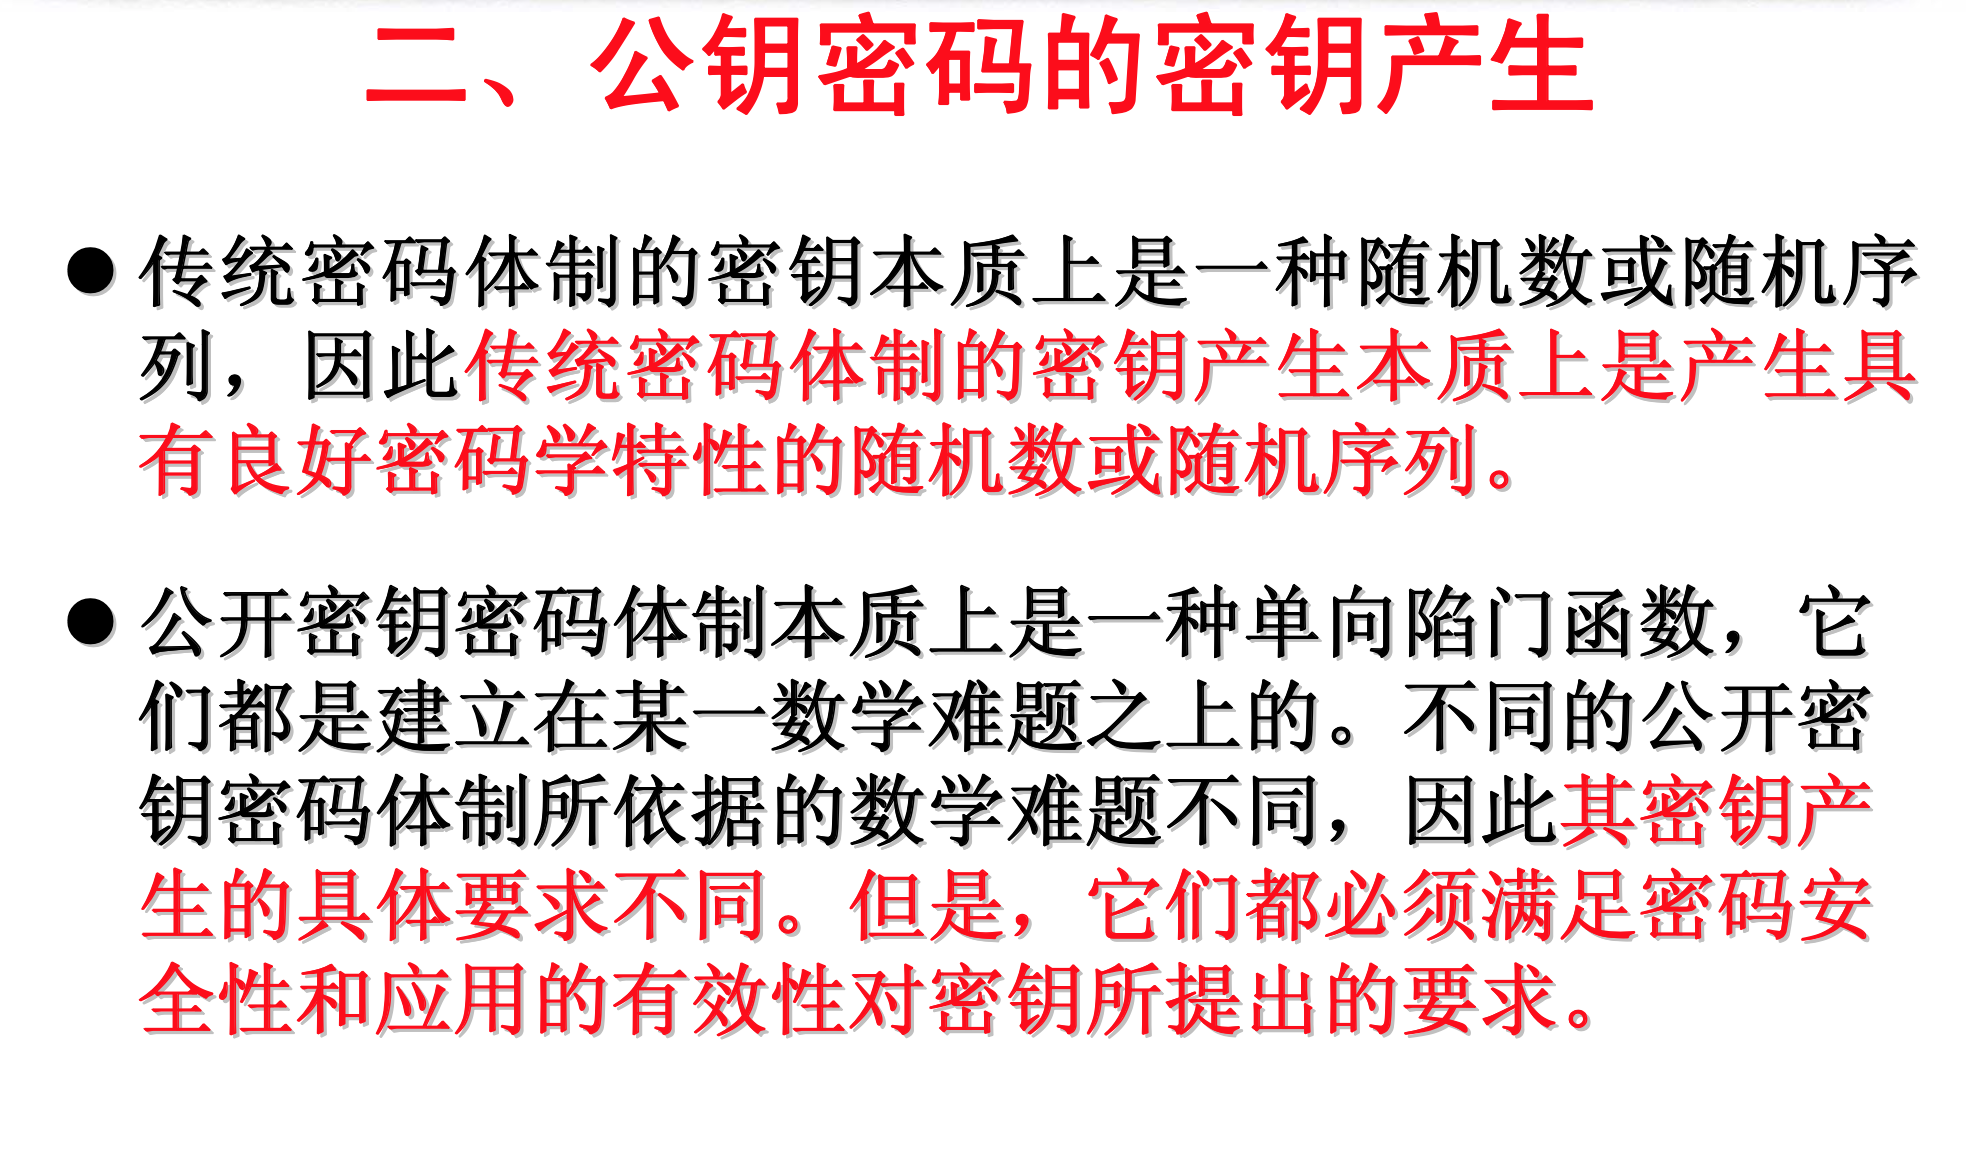 二、公钥密码的密钥产生
●传统密码体制的密钥本质上是一种随机数或随机序
列，因此传统密码体制的密钥产生本质上是产生具
有良好密码学特性的随机数或随机序列。
●公开密钥密码体制本质上是一种单向陷门函数，它
们都是建立在某一数学难题之上的。不同的公开密
钥密码体制所依据的数学难题不同，因此其密钥产
生的具体要求不同。但是，它们都必须满足密码安
全性和应用的有效性对密钥所提出的要求。